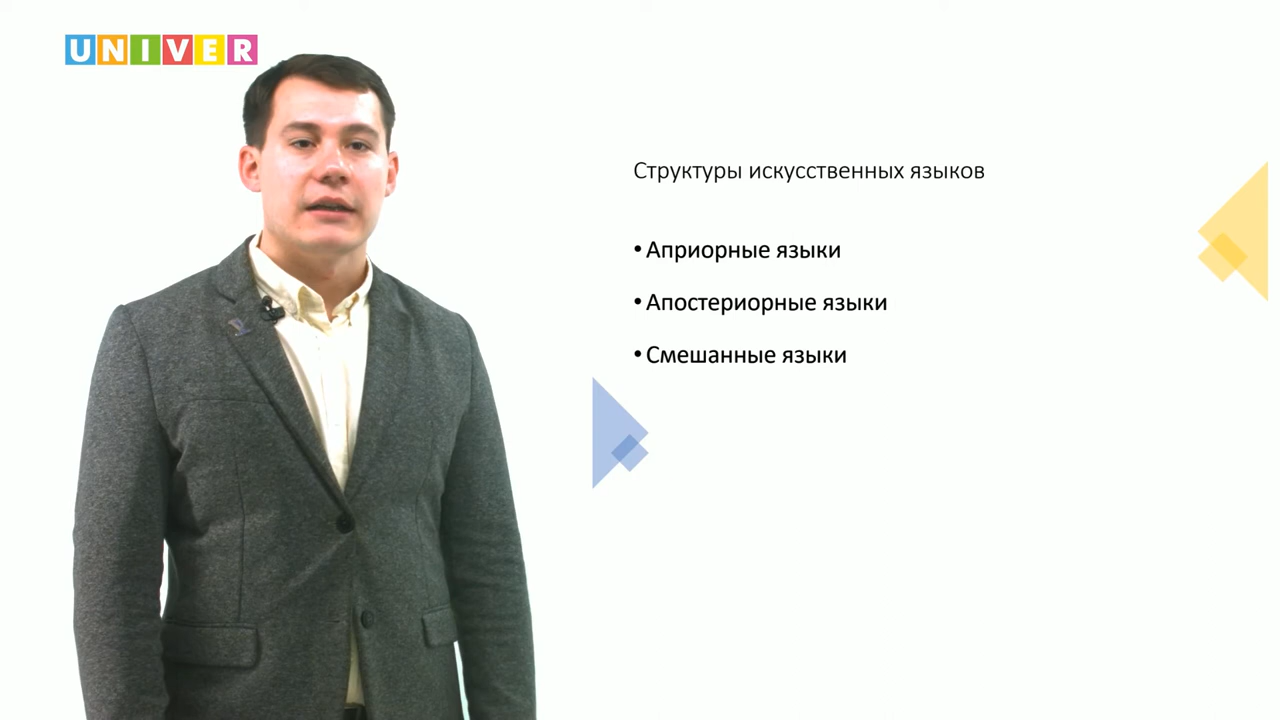 UNIVER
Структуры искусственных языков
• Априорные языки
• Апостериорные языки
• Смешанные языки